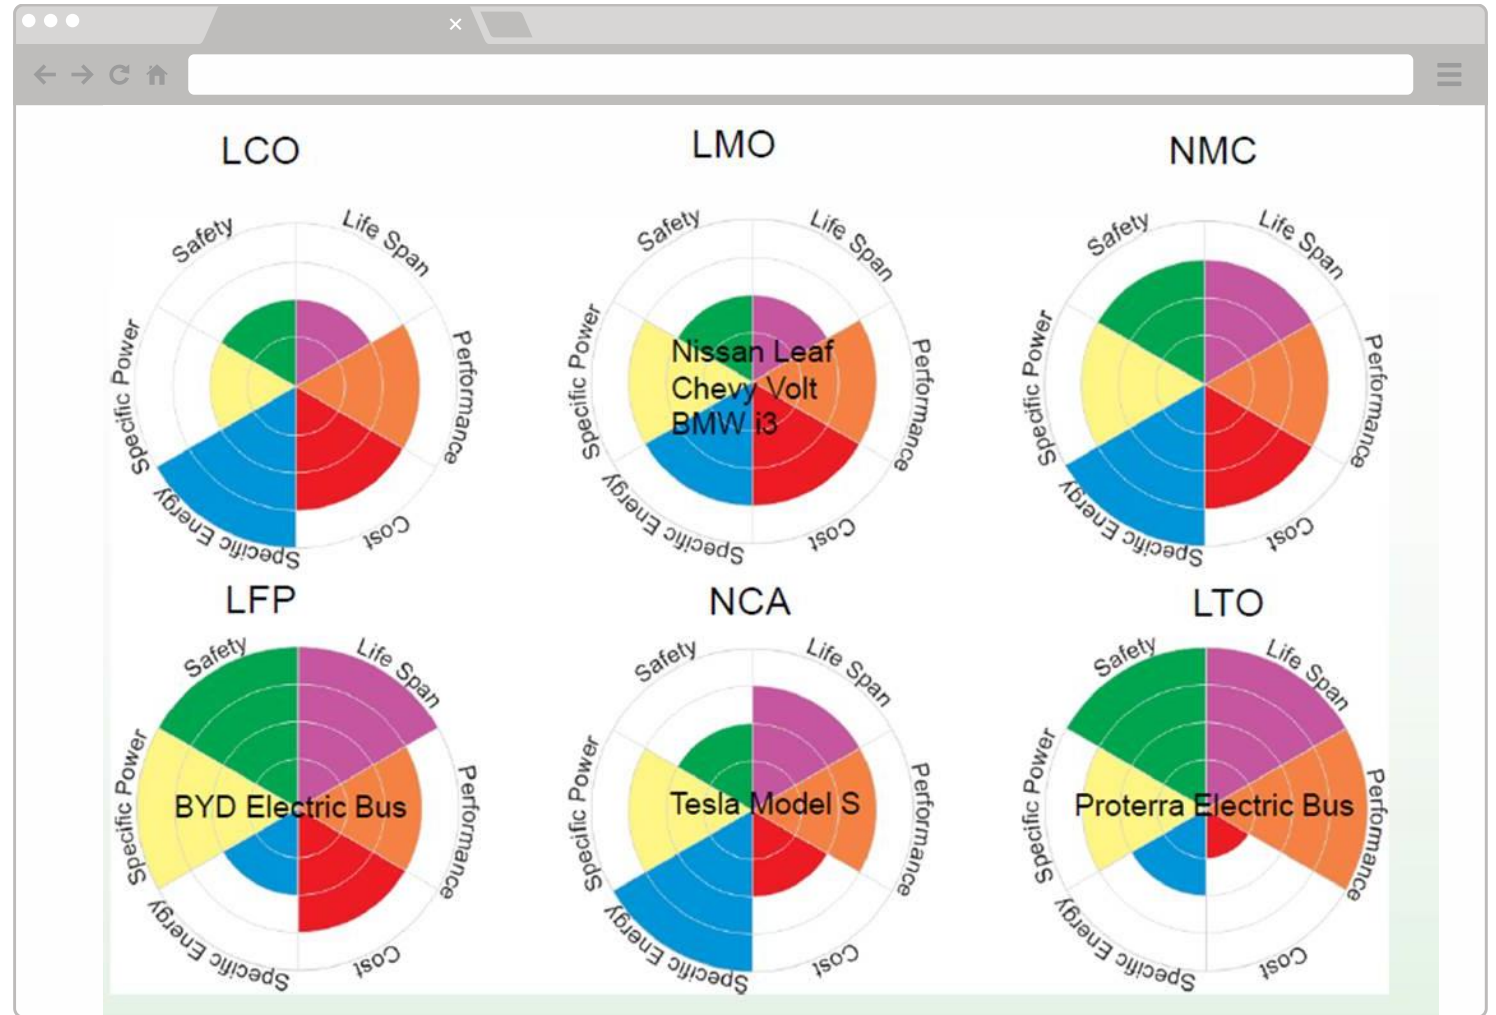 LCO
LMO
NMC
Safety
Life Span
Performance
Cost
Specific Energy
Specific Power
Safety
Life Span
Performance
Cost
Specific Energy
Specific Power
Nissan Leaf
Chevy Volt
BMW i3
Safety
Life Span
Performance
Cost
Specific Energy
Specific Power
LFP
NCA
LTO
Safety
Life Span
Performance
Cost
Specific Energy
Specific Power
BYD Electric Bus
Safety
Life Span
Performance
Cost
Specific Energy
Specific Power
Tesla Model S
Safety
Life Span
Performance
Cost
Specific Energy
Specific Power
Proterra Electric Bus